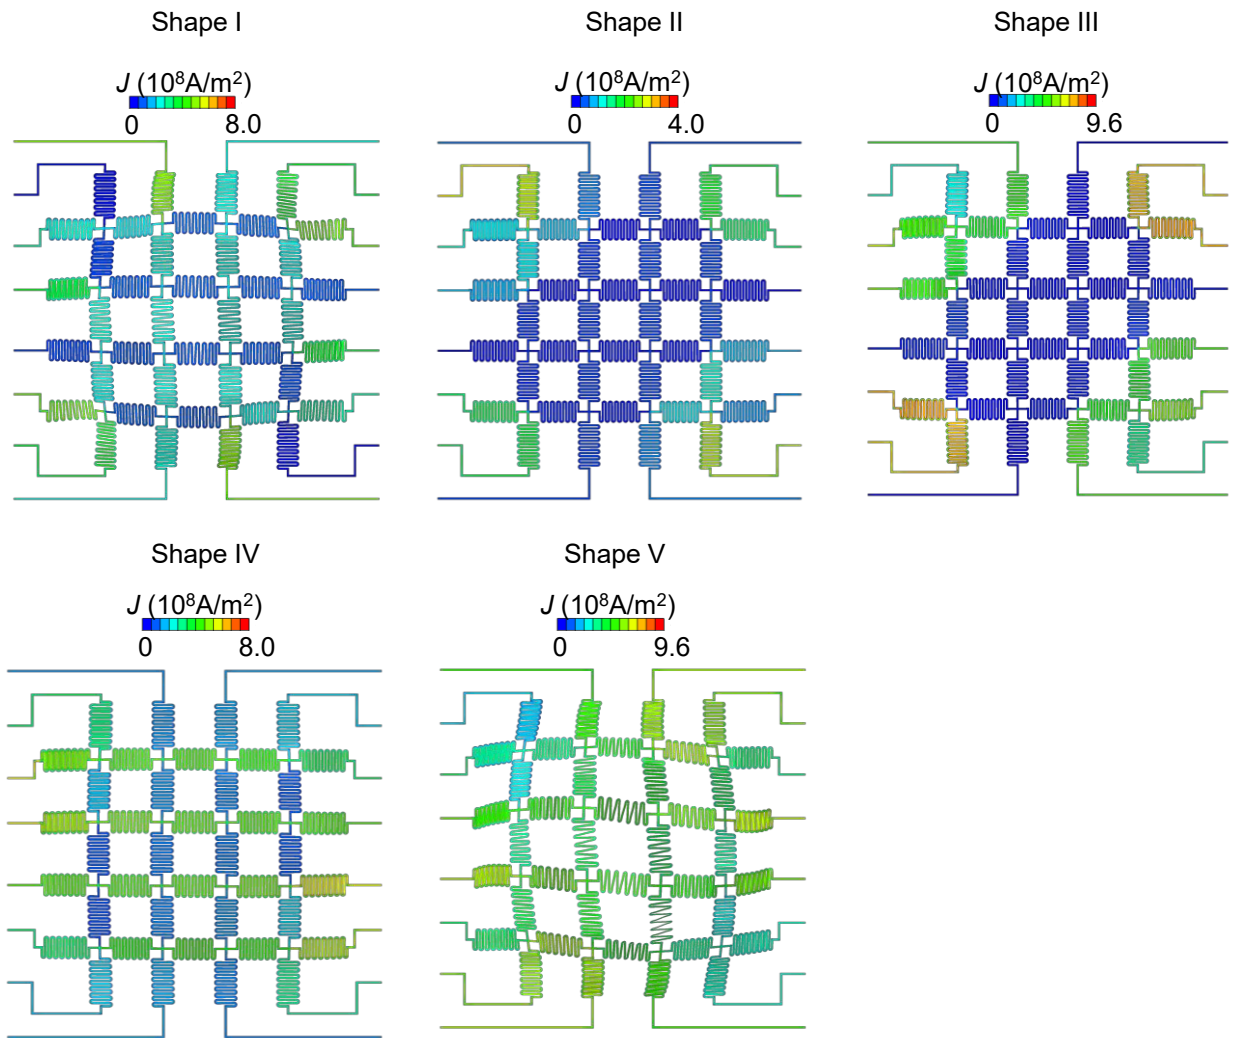 Shape I
Shape II
Shape III
J (10⁸A/m²)
0 8.0
J (10⁸A/m²)
0 4.0
J (10⁸A/m²)
0 9.6
Shape IV
Shape V
J (10⁸A/m²)
0 8.0
J (10⁸A/m²)
0 9.6